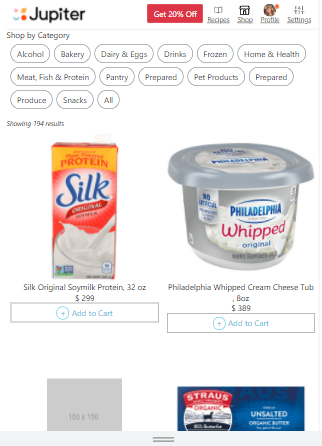 Jupiter
Get 20% Off
Recipes
Shop
Profile
Settings
Shop by Category
Alcohol
Bakery
Dairy & Eggs
Drinks
Frozen
Home & Health
Meat, Fish & Protein
Pantry
Prepared
Pet Products
Prepared
Produce
Snacks
All
Showing 194 results
PROTEIN
Silk
ORIGINAL
SOYMILK
PHILADELPHIA
Whipped
original
Silk Original Soymilk Protein, 32 oz
$ 299
+ Add to Cart
Philadelphia Whipped Cream Cheese Tub
, 8oz
$ 389
+ Add to Cart
150 x 150
STRAUS
ORGANIC
UNSALTED
ORGANIC BUTTER